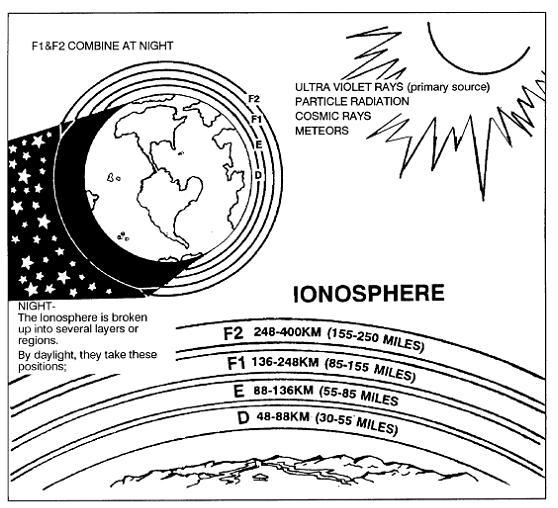 F1&F2 COMBINE AT NIGHT
ULTRA VIOLET RAYS (primary source)
PARTICLE RADIATION
COSMIC RAYS
METEORS
F2
F1
E
D
NIGHT-
The Ionosphere is broken
up into several layers or
regions.
By daylight, they take these
positions;
IONOSPHERE
F2 248-400KM (155-250 MILES)
F1 136-248KM (85-155 MILES)
E 88-136KM (55-85 MILES
D 48-88KM (30-55 MILES)